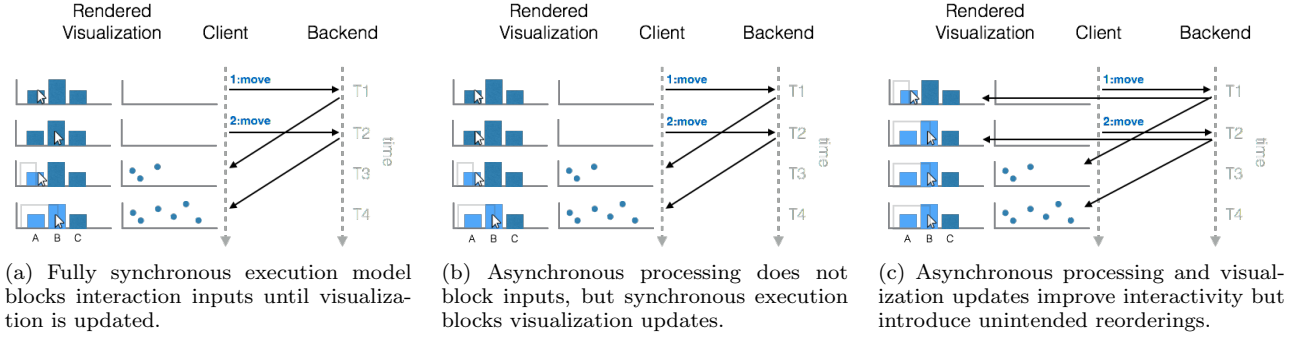 Rendered
Visualization Client Backend
1:move
T1
2:move
T2
time
T3
T4
A B C
(a) Fully synchronous execution model
blocks interaction inputs until visualiza-
tion is updated.
Rendered
Visualization Client Backend
1:move
T1
2:move
T2
time
T3
T4
A B C
(b) Asynchronous processing does not
block inputs, but synchronous execution
blocks visualization updates.
Rendered
Visualization Client Backend
1:move
T1
2:move
T2
time
T3
T4
A B C
(c) Asynchronous processing and visual-
ization updates improve interactivity but
introduce unintended reorderings.